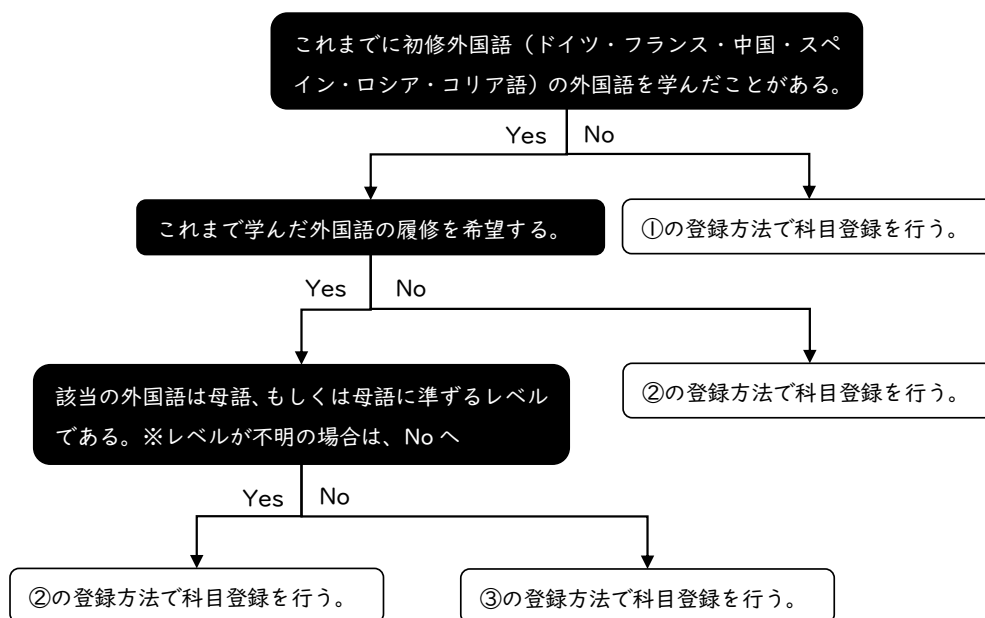 これまでに初修外国語（ドイツ・フランス・中国・スペ
イン・ロシア・コリア語）の外国語を学んだことがある。
Yes
No
これまで学んだ外国語の履修を希望する。
①の登録方法で科目登録を行う。
Yes
No
該当の外国語は母語、もしくは母語に準ずるレベル
である。※レベルが不明の場合は、No へ
②の登録方法で科目登録を行う。
Yes
No
②の登録方法で科目登録を行う。
③の登録方法で科目登録を行う。